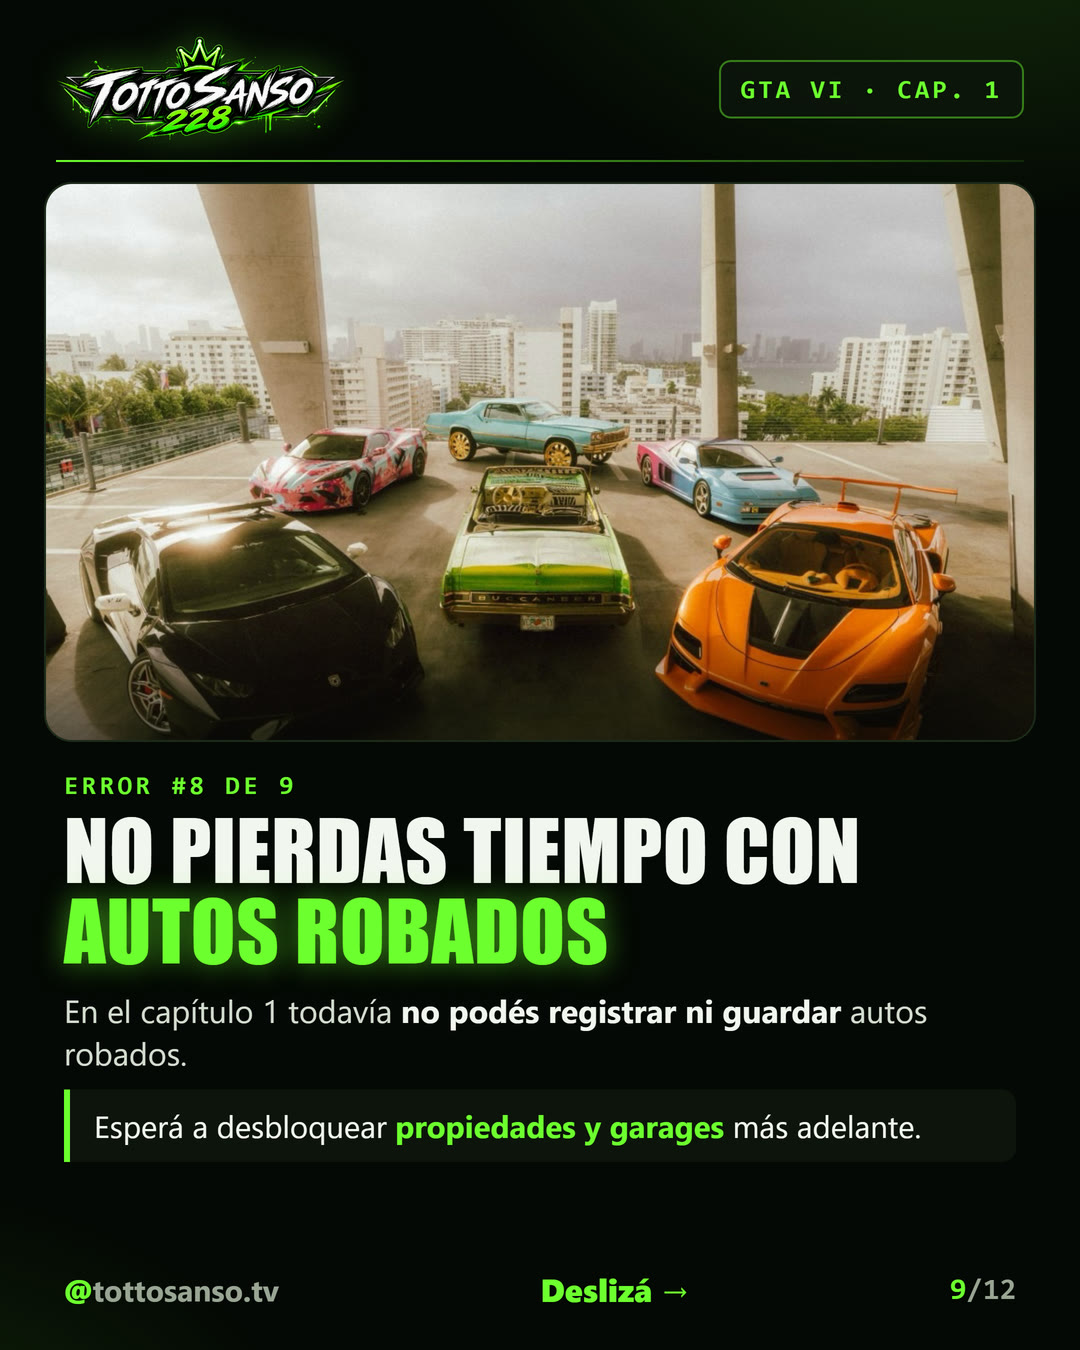 TOTTOSANSO
228
GTA VI · CAP. 1
BUCCANEER
ERROR #8 DE 9
NO PIERDAS TIEMPO CON
AUTOS ROBADOS
En el capítulo 1 todavía no podés registrar ni guardar autos
robados.
Esperá a desbloquear propiedades y garages más adelante.
@tottosanso.tv
Deslizá →
9/12